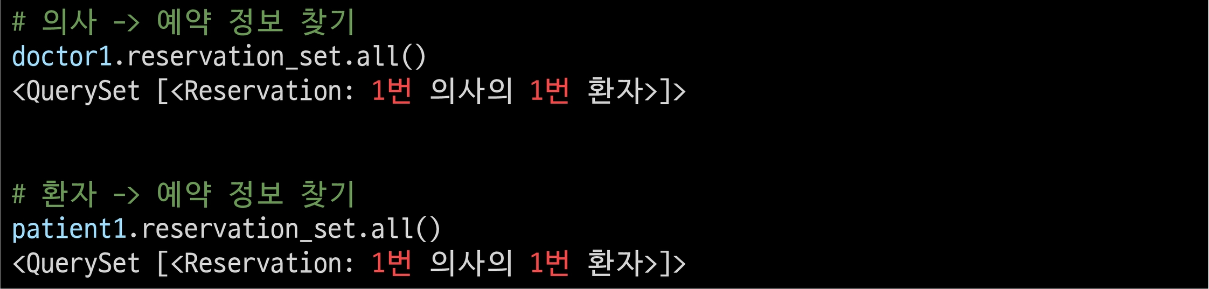 # 의사 -> 예약 정보 찾기
doctor1.reservation_set.all()
<QuerySet [<Reservation: 1번 의사의 1번 환자>]>
# 환자 -> 예약 정보 찾기
patient1.reservation_set.all()
<QuerySet [<Reservation: 1번 의사의 1번 환자>]>